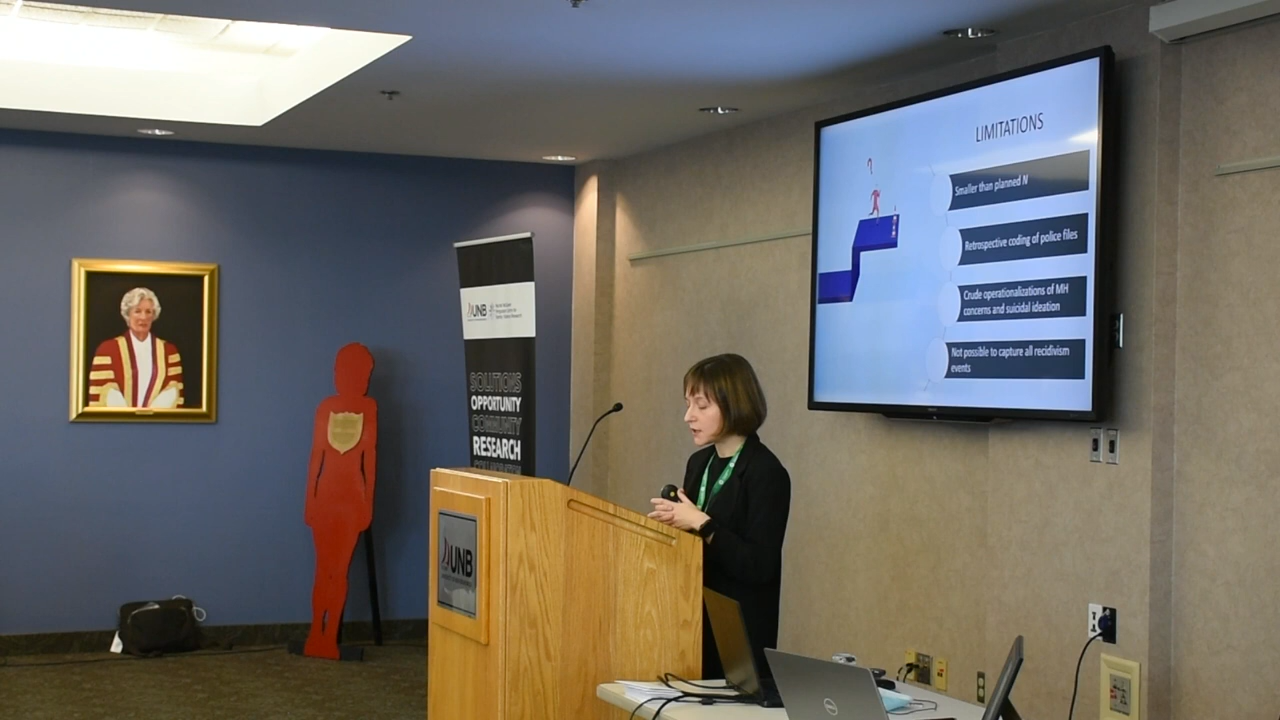 LIMITATIONS
Smaller than planned N
Retrospective coding of police files
Crude operationalizations of MH
concerns and suicidal ideation
Not possible to capture all recidivism
events
UNB
SOLUTIONS
OPPORTUNITY
COMMUNITY
RESEARCH
UNB
DELL